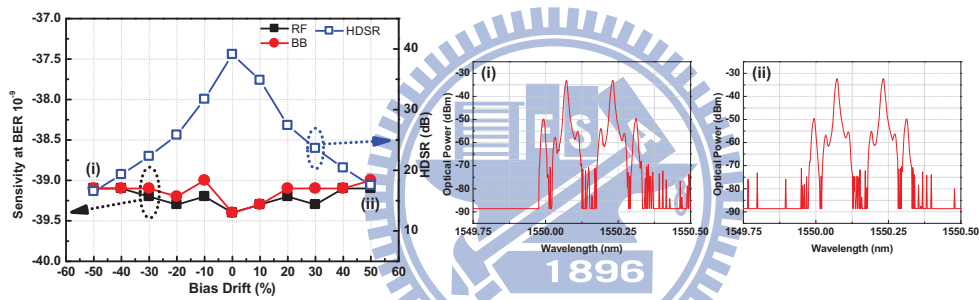 RF
BB
HDSR
Sensitivity at BER 10⁻⁹
-37.0
-37.5
-38.0
-38.5
-39.0
-39.5
-40.0
-60 -50 -40 -30 -20 -10 0 10 20 30 40 50 60
Bias Drift (%)
(i)
(ii)
40
30
20
10
HDSR (dB)
(i)
Optical Power (dBm)
-30
-40
-50
-60
-70
-80
-90
1549.75 1550.00 1550.25 1550.50
Wavelength (nm)
(ii)
Optical Power (dBm)
-30
-40
-50
-60
-70
-80
-90
1549.75 1550.00 1550.25 1550.50
Wavelength (nm)
E S A
1896